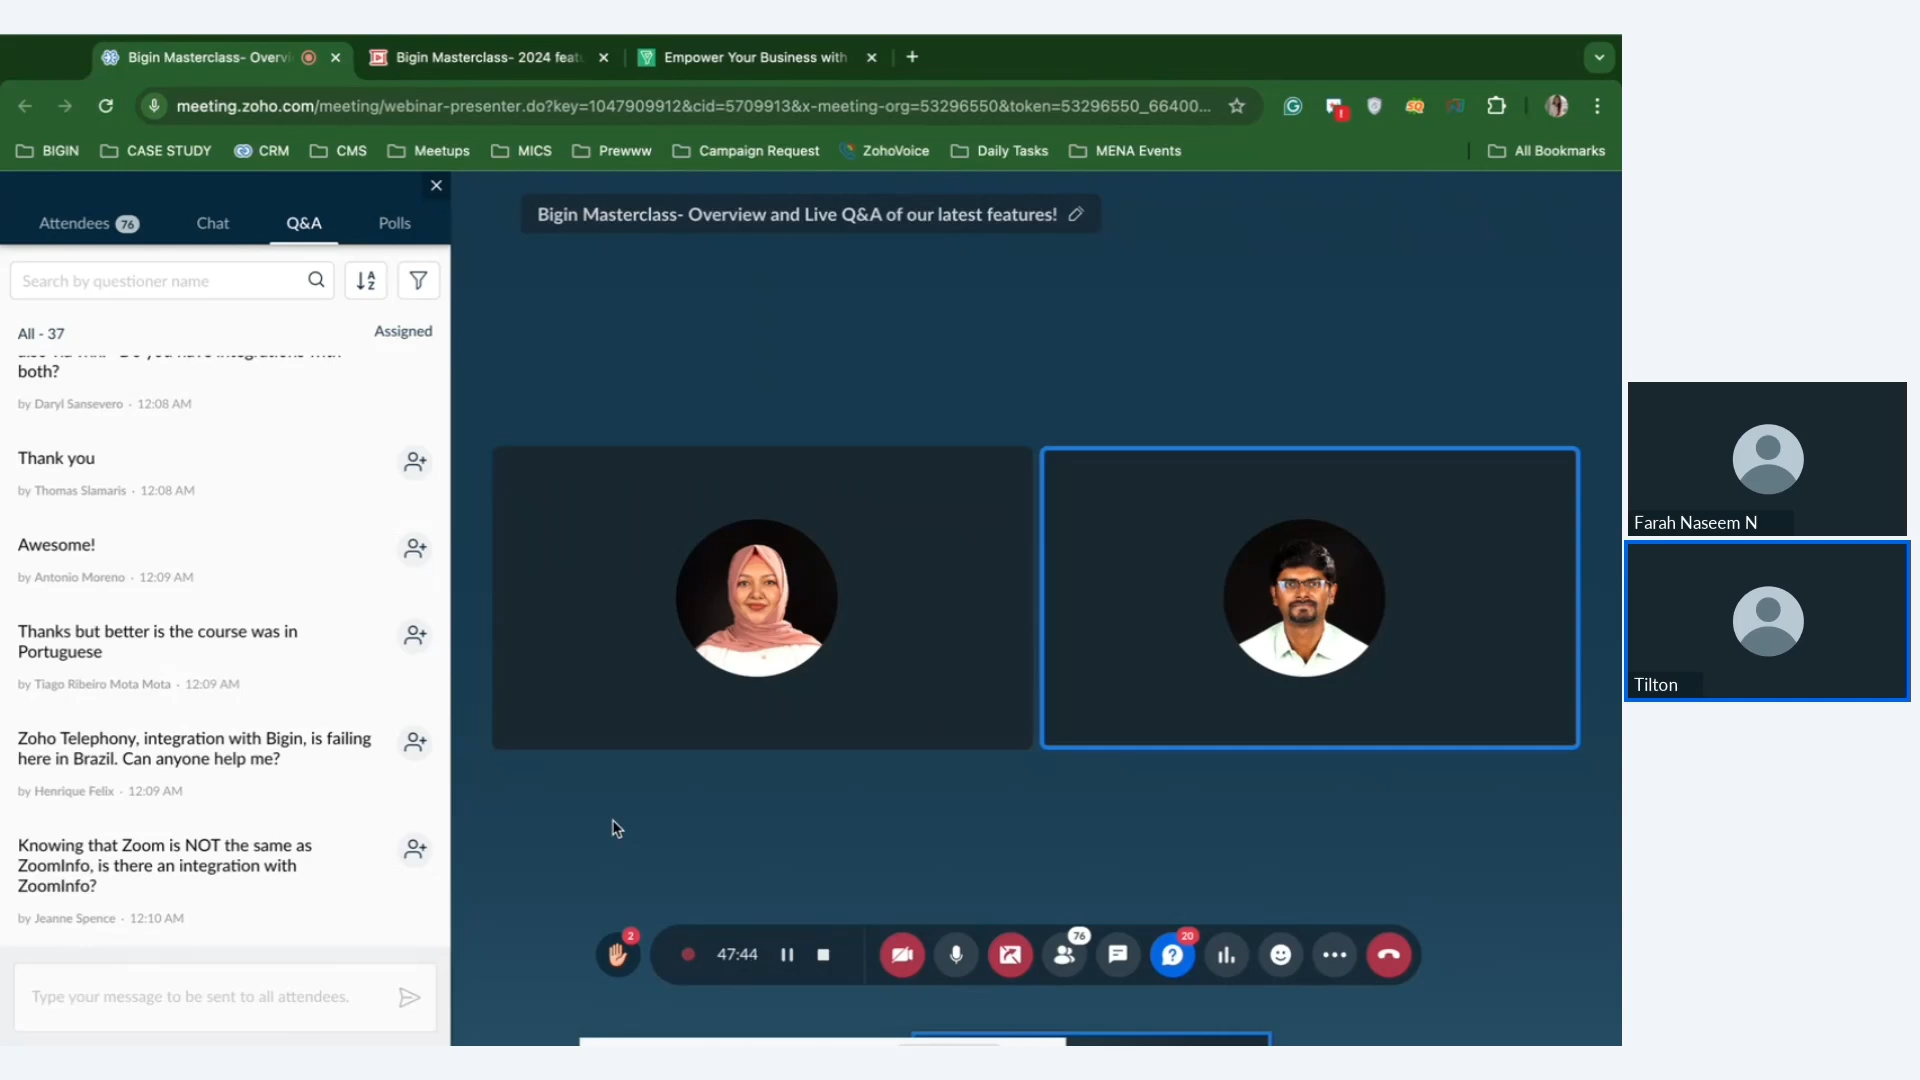 Bigin Masterclass- Overvi
Bigin Masterclass- 2024 feat
Empower Your Business with
meeting.zoho.com/meeting/webinar-presenter.do?key=1047909912&cid=5709913&x-meeting-org=53296550&token=53296550_66400...
BIGIN
CASE STUDY
CRM
CMS
Meetups
MICS
Prewww
Campaign Request
ZohoVoice
Daily Tasks
MENA Events
All Bookmarks
Attendees 76
Chat
Q&A
Polls
Search by questioner name
All - 37
Assigned
both?
by Daryl Sansevero · 12:08 AM
Thank you
by Thomas Slamaris · 12:08 AM
Awesome!
by Antonio Moreno · 12:09 AM
Thanks but better is the course was in
Portuguese
by Tiago Ribeiro Mota Mota · 12:09 AM
Zoho Telephony, integration with Bigin, is failing
here in Brazil. Can anyone help me?
by Henrique Felix · 12:09 AM
Knowing that Zoom is NOT the same as
ZoomInfo, is there an integration with
ZoomInfo?
by Jeanne Spence · 12:10 AM
Type your message to be sent to all attendees.
Bigin Masterclass- Overview and Live Q&A of our latest features!
2
47:44
76
20
Farah Naseem N
Tilton